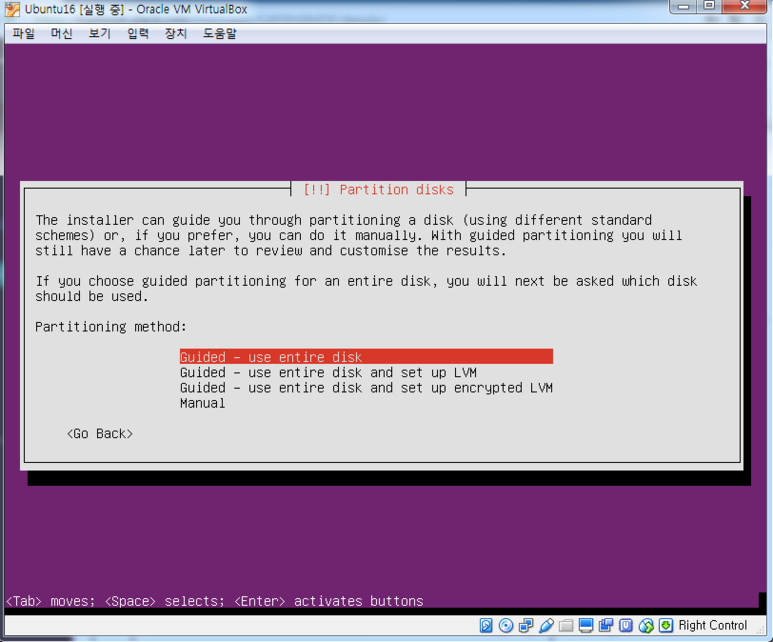 Ubuntu16 [실행 중] - Oracle VM VirtualBox
파일 머신 보기 입력 장치 도움말
[!!] Partition disks
The installer can guide you through partitioning a disk (using different standard
schemes) or, if you prefer, you can do it manually. With guided partitioning you will
still have a chance later to review and customise the results.
If you choose guided partitioning for an entire disk, you will next be asked which disk
should be used.
Partitioning method:
Guided - use entire disk
Guided - use entire disk and set up LVM
Guided - use entire disk and set up encrypted LVM
Manual
<Go Back>
<Tab> moves; <Space> selects; <Enter> activates buttons
Right Control